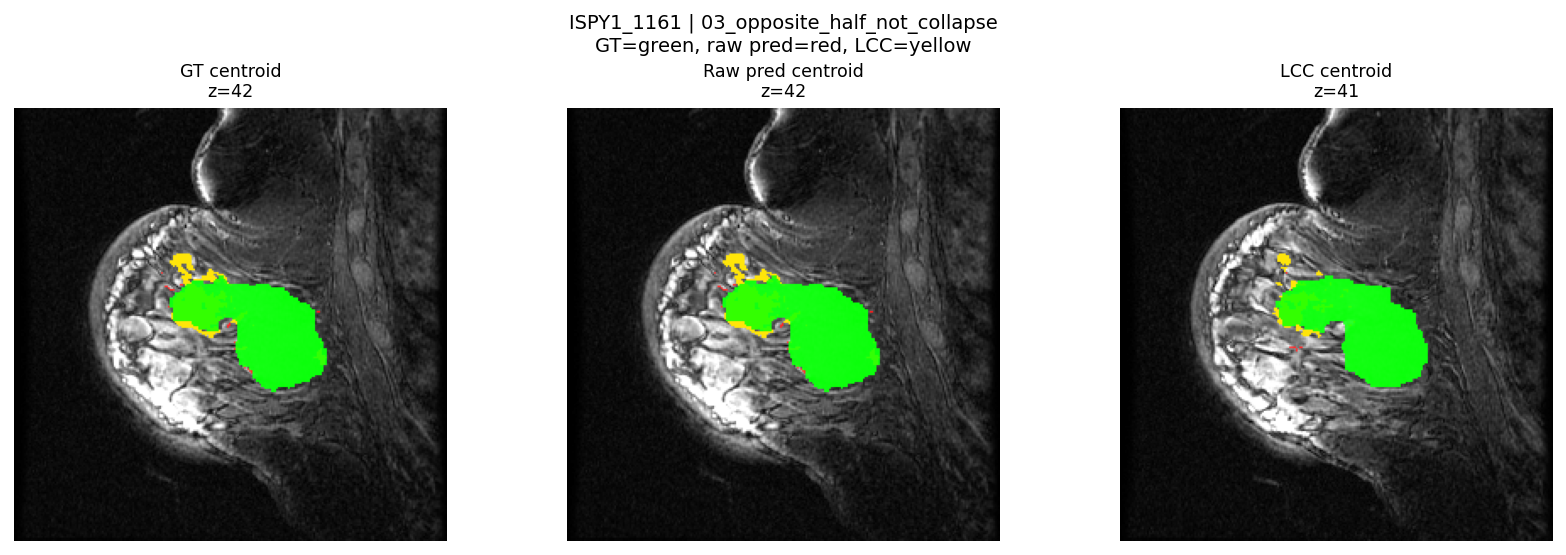 ISPY1_1161 | 03_opposite_half_not_collapse
GT=green, raw pred=red, LCC=yellow
GT centroid
z=42
Raw pred centroid
z=42
LCC centroid
z=41